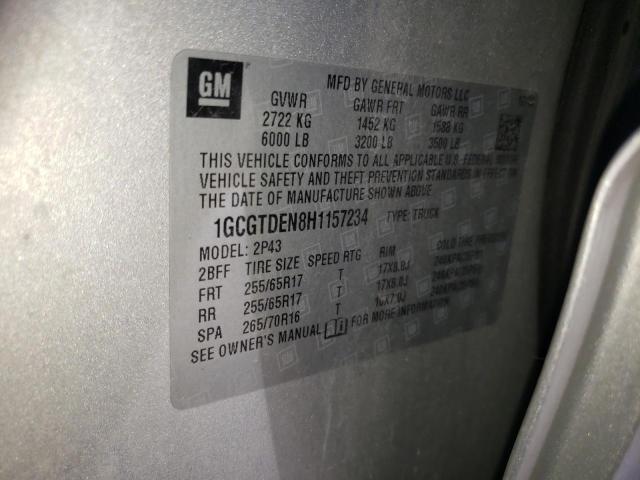 GM
MFD BY GENERAL MOTORS LLC
GVWR GAWR FRT GAWR RR
2722 KG 1452 KG 1588 KG
6000 LB 3200 LB 3500 LB
THIS VEHICLE CONFORMS TO ALL APPLICABLE U.S. FEDERAL MOTOR
VEHICLE SAFETY AND THEFT PREVENTION STANDARDS IN EFFECT ON
THE DATE OF MANUFACTURE SHOWN ABOVE.
1GCGTDEN8H1157234 TYPE: TRUCK
MODEL: 2P43
2BFF TIRE SIZE SPEED RTG RIM COLD TIRE PRESSURE
FRT 255/65R17 T 17X8.0J
RR 255/65R17 T 17X8.0J
SPA 265/70R16 T 16X7.0J
SEE OWNER'S MANUAL FOR MORE INFORMATION